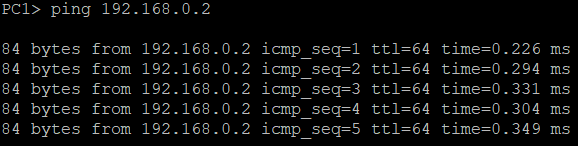 PC1> ping 192.168.0.2
84 bytes from 192.168.0.2 icmp_seq=1 ttl=64 time=0.226 ms
84 bytes from 192.168.0.2 icmp_seq=2 ttl=64 time=0.294 ms
84 bytes from 192.168.0.2 icmp_seq=3 ttl=64 time=0.331 ms
84 bytes from 192.168.0.2 icmp_seq=4 ttl=64 time=0.304 ms
84 bytes from 192.168.0.2 icmp_seq=5 ttl=64 time=0.349 ms